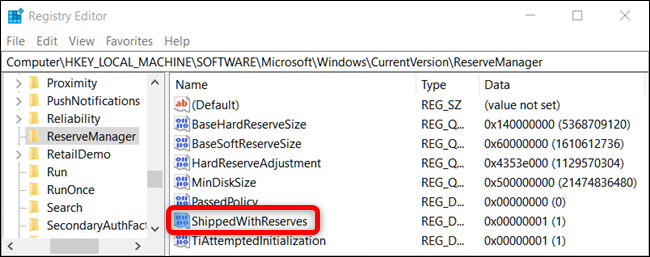 Registry Editor
File Edit View Favorites Help
Computer\HKEY_LOCAL_MACHINE\SOFTWARE\Microsoft\Windows\CurrentVersion\ReserveManager
Proximity
PushNotifications
Reliability
ReserveManager
RetailDemo
Run
RunOnce
Search
SecondaryAuthFact
Name Type Data
ab (Default) REG_SZ (value not set)
BaseHardReserveSize REG_Q... 0x140000000 (5368709120)
BaseSoftReserveSize REG_Q... 0x60000000 (1610612736)
HardReserveAdjustment REG_Q... 0x4353e000 (1129570304)
MinDiskSize REG_Q... 0x500000000 (21474836480)
PassedPolicy REG_D... 0x00000000 (0)
ShippedWithReserves REG_D... 0x00000001 (1)
TiAttemptedInitialization REG_D... 0x00000001 (1)